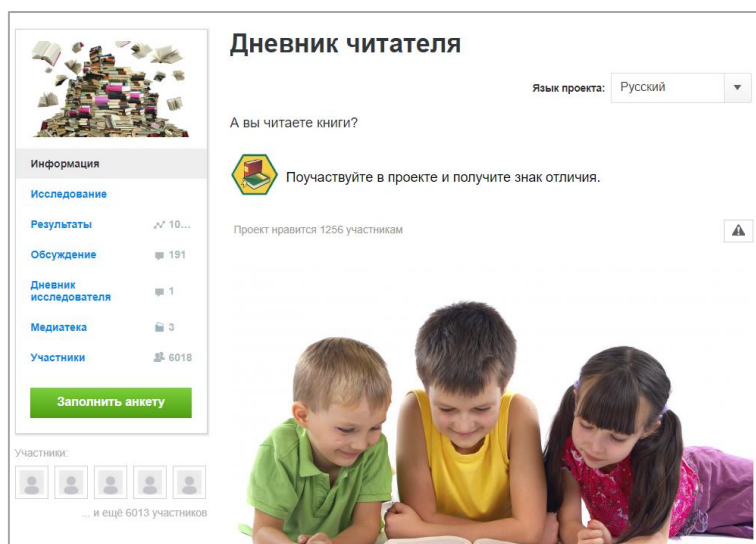 Дневник читателя
Язык проекта: Русский
А вы читаете книги?
Поучаствуйте в проекте и получите знак отличия.
Проект нравится 1256 участникам
Информация
Исследование
Результаты 10...
Обсуждение 191
Дневник
исследователя 1
Медиатека 3
Участники 6018
Заполнить анкету
Участники:
... и ещё 6013 участников